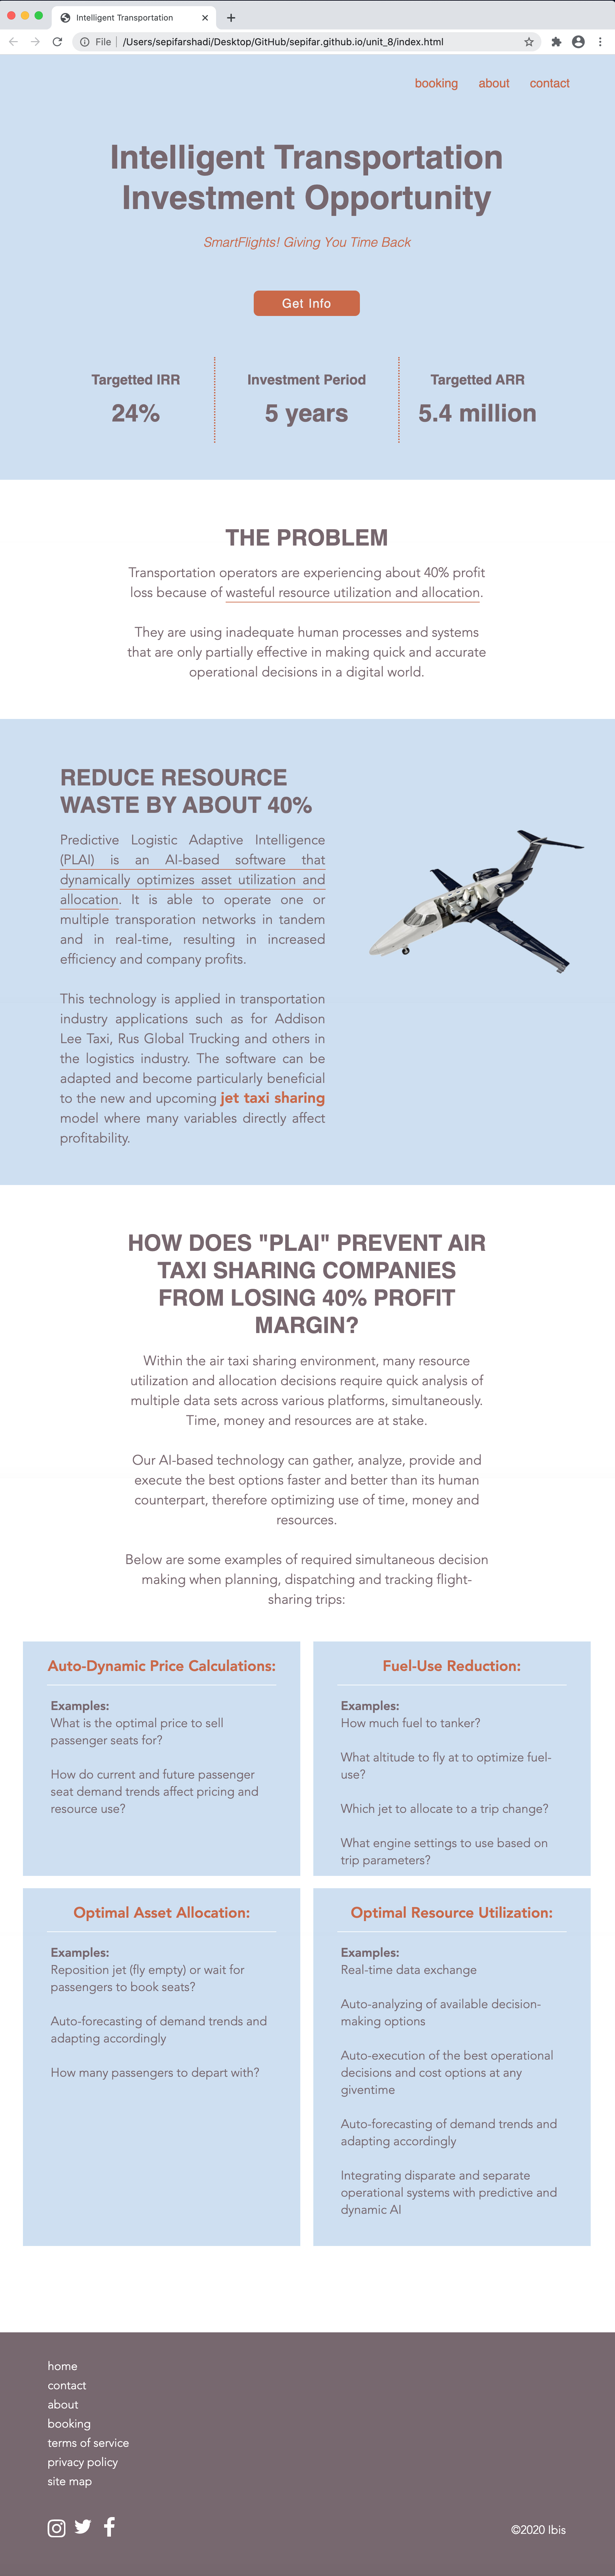 Intelligent Transportation
File
/Users/sepifarshadi/Desktop/GitHub/sepifar.github.io/unit_8/index.html
booking about contact
Intelligent Transportation
Investment Opportunity
SmartFlights! Giving You Time Back
Get Info
Targetted IRR
24%
Investment Period
5 years
Targetted ARR
5.4 million
THE PROBLEM
Transportation operators are experiencing about 40% profit
loss because of wasteful resource utilization and allocation.
They are using inadequate human processes and systems
that are only partially effective in making quick and accurate
operational decisions in a digital world.
REDUCE RESOURCE
WASTE BY ABOUT 40%
Predictive Logistic Adaptive Intelligence
(PLAI) is an AI-based software that
dynamically optimizes asset utilization and
allocation. It is able to operate one or
multiple transporation networks in tandem
and in real-time, resulting in increased
efficiency and company profits.
This technology is applied in transportation
industry applications such as for Addison
Lee Taxi, Rus Global Trucking and others in
the logistics industry. The software can be
adapted and become particularly beneficial
to the new and upcoming jet taxi sharing
model where many variables directly affect
profitability.
HOW DOES "PLAI" PREVENT AIR
TAXI SHARING COMPANIES
FROM LOSING 40% PROFIT
MARGIN?
Within the air taxi sharing environment, many resource
utilization and allocation decisions require quick analysis of
multiple data sets across various platforms, simultaneously.
Time, money and resources are at stake.
Our AI-based technology can gather, analyze, provide and
execute the best options faster and better than its human
counterpart, therefore optimizing use of time, money and
resources.
Below are some examples of required simultaneous decision
making when planning, dispatching and tracking flight-
sharing trips:
Auto-Dynamic Price Calculations:
Examples:
What is the optimal price to sell
passenger seats for?
How do current and future passenger
seat demand trends affect pricing and
resource use?
Fuel-Use Reduction:
Examples:
How much fuel to tanker?
What altitude to fly at to optimize fuel-
use?
Which jet to allocate to a trip change?
What engine settings to use based on
trip parameters?
Optimal Asset Allocation:
Examples:
Reposition jet (fly empty) or wait for
passengers to book seats?
Auto-forecasting of demand trends and
adapting accordingly
How many passengers to depart with?
Optimal Resource Utilization:
Examples:
Real-time data exchange
Auto-analyzing of available decision-
making options
Auto-execution of the best operational
decisions and cost options at any
giventime
Auto-forecasting of demand trends and
adapting accordingly
Integrating disparate and separate
operational systems with predictive and
dynamic AI
home
contact
about
booking
terms of service
privacy policy
site map
©2020 Ibis